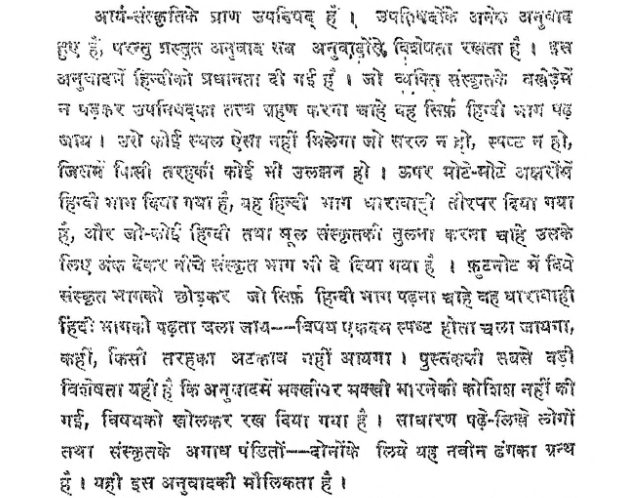 आर्य-संस्कृतिके प्राण उपनिषद् हैं । उपनिषदोंके अनेक अनुवाद
हुए हैं, परन्तु प्रस्तुत अनुवाद सब अनुवादोंसे विशेषता रखता है । इस
अनुवादमें हिन्दीको प्रधानता दी गई है । जो व्यक्ति संस्कृतके बखेड़ेमें
न पड़कर उपनिषद्का तत्त्व ग्रहण करना चाहे वह सिर्फ़ हिन्दी भाग पढ़
जाय । उसे कोई स्थल ऐसा नहीं मिलेगा जो सरल न हो, स्पष्ट न हो,
जिसमें किसी तरहकी कोई भी उलझन हो । ऊपर मोटे-मोटे अक्षरोंमें
हिन्दी भाग दिया गया है, यह हिन्दी भाग धारावाही तौरपर दिया गया
है, और जो-कोई हिन्दी तथा मूल संस्कृतकी तुलना करना चाहे उसके
लिए अंक देकर नीचे संस्कृत भाग भी दे दिया गया है । फ़ुटनोट में दिये
संस्कृत भागको छोड़कर जो सिर्फ़ हिन्दी भाग पढ़ना चाहे वह धारावाही
हिंदी भागको पढ़ता चला जाय--विषय एकदम स्पष्ट होता चला जायगा,
कहीं, किसी तरहका अटकाव नहीं आयगा । पुस्तककी सबसे बड़ी
विशेषता यही है कि अनुवादमें मक्खीपर मक्खी मारनेकी कोशिश नहीं की
गई, विषयको खोलकर रख दिया गया है । साधारण पढ़े-लिखे लोगों
तथा संस्कृतके अगाध पंडितों--दोनोंके लिये यह नवीन ढंगका ग्रन्थ
है । यही इस अनुवादकी मौलिकता है ।